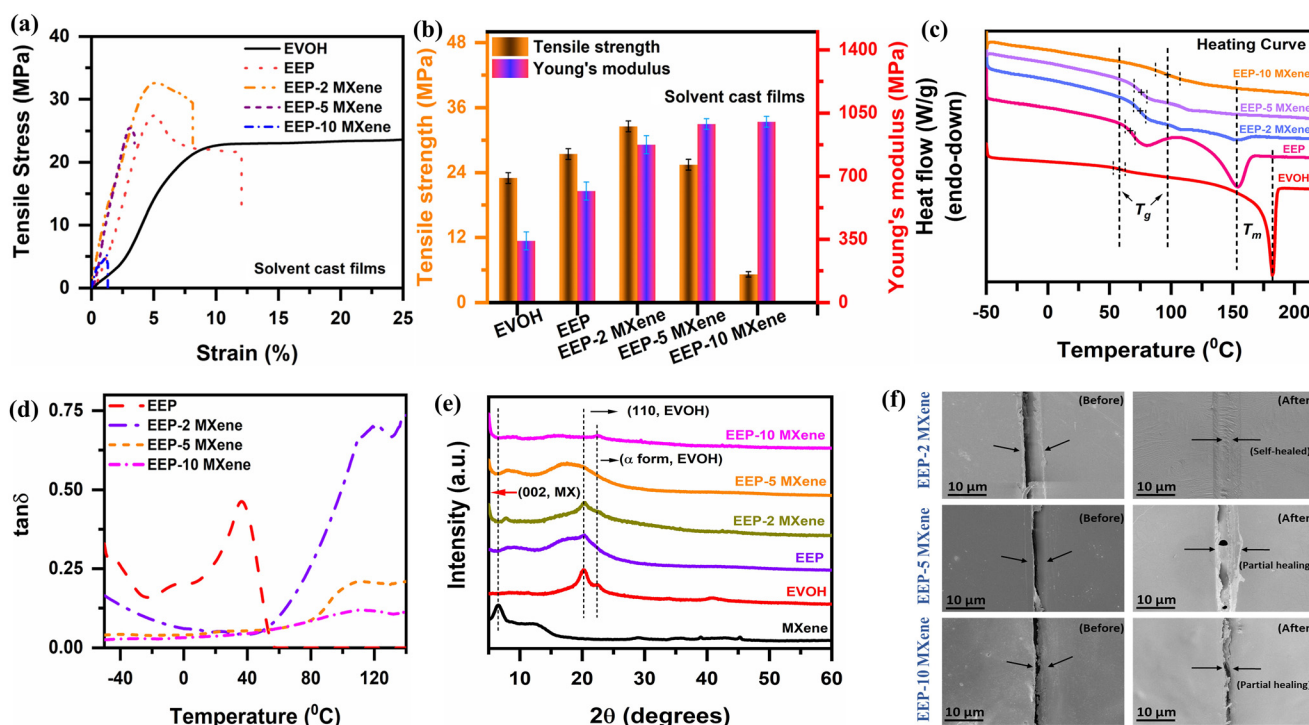 (a)
40
30
20
10
0
0
5
10
15
20
25
Tensile Stress (MPa)
Strain (%)
EVOH
EEP
EEP-2 MXene
EEP-5 MXene
EEP-10 MXene
Solvent cast films
(b)
48
36
24
12
0
Tensile strength (MPa)
Tensile strength
Young's modulus
Solvent cast films
1500
1200
900
600
300
0
Young's modulus (MPa)
EVOH
EEP
EEP-2 MXene
EEP-5 MXene
EEP-10 MXene
(c)
Heating Curve
EEP-10 MXene
EEP-5 MXene
EEP-2 MXene
EEP
EVOH
Tg
Tm
Heat flow (W/g)
(endo-down)
-50
0
50
100
150
200
Temperature (⁰C)
(d)
0.75
0.50
0.25
0.00
tanδ
EEP
EEP-2 MXene
EEP-5 MXene
EEP-10 MXene
-40
0
40
80
120
Temperature (⁰C)
(e)
(110, EVOH)
EEP-10 MXene
(α form, EVOH)
EEP-5 MXene
(002, MX)
EEP-2 MXene
EEP
EVOH
MXene
Intensity (a.u.)
10
20
30
40
50
60
2θ (degrees)
(f)
EEP-2 MXene
(Before)
10 µm
(After)
(Self-healed)
10 µm
EEP-5 MXene
(Before)
10 µm
(After)
(Partial healing)
10 µm
EEP-10 MXene
(Before)
10 µm
(After)
(Partial healing)
10 µm